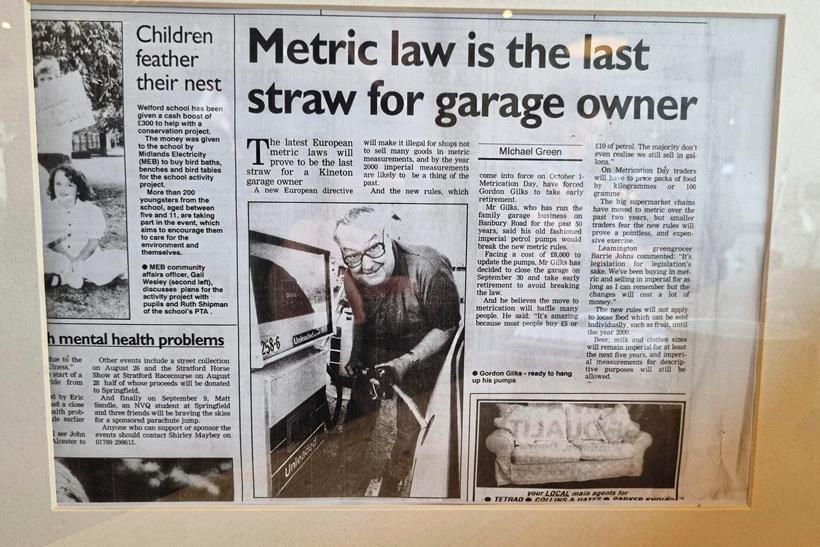 Children
feather
their nest
Welford school has been
given a cash boost of
£300 to help with a
conservation project.
The money was given
to the school by
Midlands Electricity
(MEB) to buy bird baths,
benches and bird tables
for the school activity
project.
More than 200
youngsters from the
school, aged between
five and 11, are taking
part in the event, which
aims to encourage them
to care for the
environment and
themselves.
● MEB community
affairs officer, Gail
Wesley (second left),
discusses plans for the
activity project with
pupils and Ruth Shipman
of the school's PTA .
h mental health problems
due to the
lness."
start of a
ide from
d by Eric
ad a close
alth prob-
de earlier
l see John
Alcester to
Other events include a street collection
on August 26 and the Stratford Horse
Show at Stratford Racecourse on August
28 half of whose proceeds will be donated
to Springfield.
And finally on September 9, Matt
Sandle, an NVQ student at Springfield
and three friends will be braving the skies
for a sponsored parachute jump.
Anyone who can support or sponsor the
events should contact Shirley Maybey on
01789 298615.
Metric law is the last
straw for garage owner
The latest European
metric laws will
prove to be the last
straw for a Kineton
garage owner
A new European directive
will make it illegal for shops not
to sell many goods in metric
measurements, and by the year
2000 imperial measurements
are likely to be a thing of the
past.
And the new rules, which
Michael Green
come into force on October 1-
Metrication Day, have forced
Gordon Gilks to take early
retirement.
Mr Gilks, who has run the
family garage business on
Banbury Road for the past 50
years, said his old fashioned
imperial petrol pumps would
break the new metric rules.
Facing a cost of £8,000 to
update the pumps, Mr Gilks has
decided to close the garage on
September 30 and take early
retirement to avoid breaking
the law.
And he believes the move to
metrication will baffle many
people. He said: "It's amazing
because most people buy £5 or
£10 of petrol. The majority don't
even realise we still sell in gal-
lons."
On Metrication Day traders
will have to price packs of food
by kilogrammes or 100
gramme
The big supermarket chains
have moved to metric over the
past two years, but smaller
traders fear the new rules will
prove a pointless, and expen-
sive exercise.
Leamington greengrocer
Barrie Johns commented: "It's
legislation for legislation's
sake. We've been buying in met-
ric and selling in imperial for as
long as I can remember but the
changes will cost a lot of
money."
The new rules will not apply
to loose food which can be sold
individually, such as fruit, until
the year 2000.
Beer, milk and clothes sizes
will remain imperial for at least
the next five years, and imperi-
al measurements for descrip-
tive purposes will still be
allowed.
258-6
Unleaded
Unleaded
● Gordon Gilks - ready to hang
up his pumps
your LOCAL main agents for
● TETRAD ● COLLINS & HAYES ● PARKER KNOLL